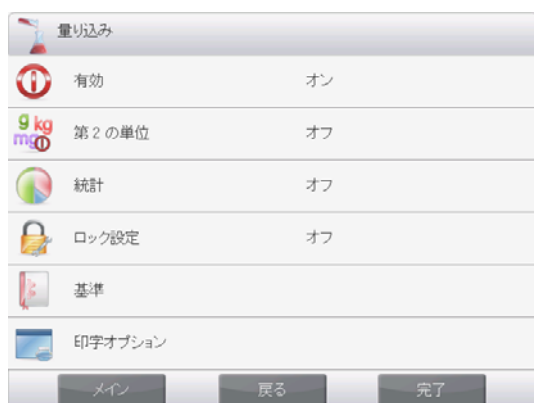 量り込み
有効 オン
g kg
mg
第2の単位 オフ
統計 オフ
ロック設定 オフ
基準
印字オプション
メイン 戻る 完了